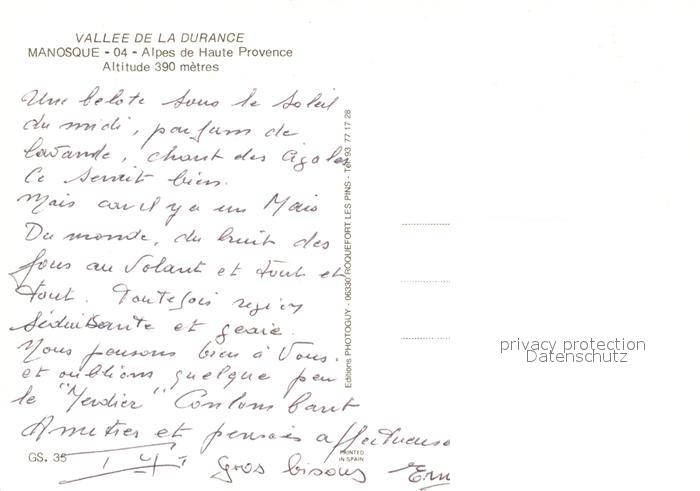 VALLEE DE LA DURANCE
MANOSQUE - 04 - Alpes de Haute Provence
Altitude 390 mètres
Une belote sous le soleil
du midi, parfum de
lavande, chant des cigales
Ce serait bien.
Mais car il y a un Mais
Du monde, du bruit des
fous au volant et tout et
tout. Toutefois région
séduisante et
Nous pensons bien à Vous.
et oublions quelque peu
le
Amitiés et pensées affectueuse
gros bisous
Editions PHOTOGUY - 06330 ROQUEFORT LES PINS - Tél. 93 77 17 28
privacy protection
Datenschutz
GS. 35
PRINTED
IN SPAIN